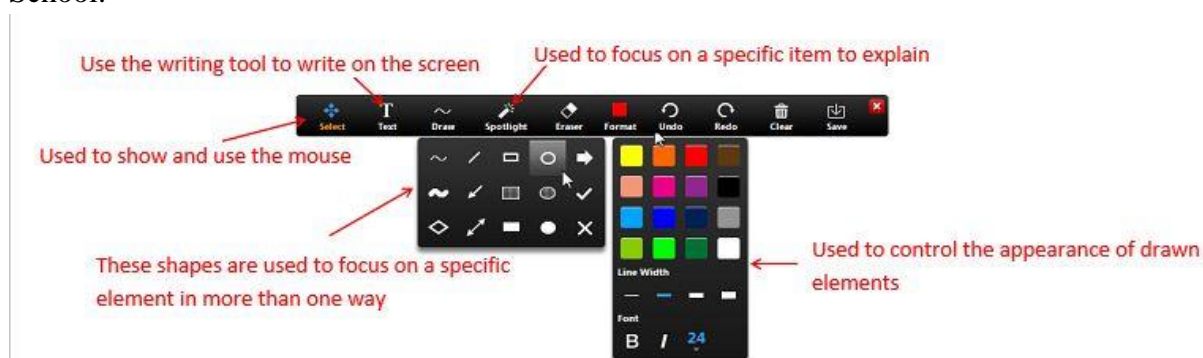 School.
Used to focus on a specific item to explain
Use the writing tool to write on the screen
Select Text Draw Spotlight Eraser Format Undo Redo Clear Save
Used to show and use the mouse
These shapes are used to focus on a specific
element in more than one way
Used to control the appearance of drawn
elements
Line Width
Font
B I 24